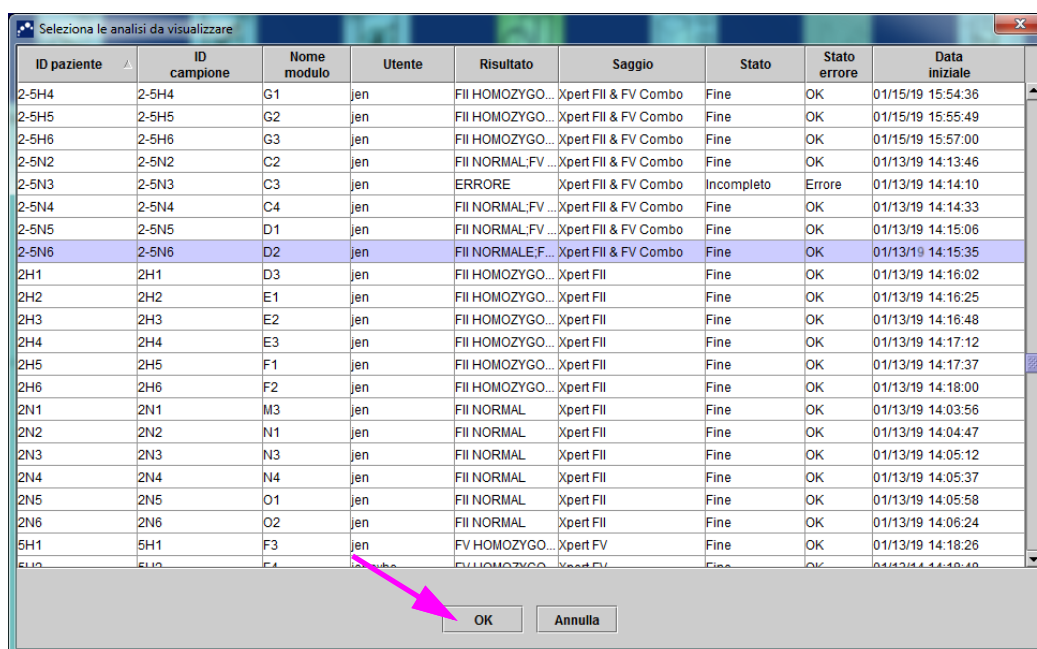 Seleziona le analisi da visualizzare
ID paziente ID campione Nome modulo Utente Risultato Saggio Stato Stato errore Data iniziale
2-5H4 2-5H4 G1 jen FII HOMOZYGO... Xpert FII & FV Combo Fine OK 01/15/19 15:54:36
2-5H5 2-5H5 G2 jen FII HOMOZYGO... Xpert FII & FV Combo Fine OK 01/15/19 15:55:49
2-5H6 2-5H6 G3 jen FII HOMOZYGO... Xpert FII & FV Combo Fine OK 01/15/19 15:57:00
2-5N2 2-5N2 C2 jen FII NORMAL;FV ... Xpert FII & FV Combo Fine OK 01/13/19 14:13:46
2-5N3 2-5N3 C3 jen ERRORE Xpert FII & FV Combo Incompleto Errore 01/13/19 14:14:10
2-5N4 2-5N4 C4 jen FII NORMAL;FV ... Xpert FII & FV Combo Fine OK 01/13/19 14:14:33
2-5N5 2-5N5 D1 jen FII NORMAL;FV ... Xpert FII & FV Combo Fine OK 01/13/19 14:15:06
2-5N6 2-5N6 D2 jen FII NORMALE;F... Xpert FII & FV Combo Fine OK 01/13/19 14:15:35
2H1 2H1 D3 jen FII HOMOZYGO... Xpert FII Fine OK 01/13/19 14:16:02
2H2 2H2 E1 jen FII HOMOZYGO... Xpert FII Fine OK 01/13/19 14:16:25
2H3 2H3 E2 jen FII HOMOZYGO... Xpert FII Fine OK 01/13/19 14:16:48
2H4 2H4 E3 jen FII HOMOZYGO... Xpert FII Fine OK 01/13/19 14:17:12
2H5 2H5 F1 jen FII HOMOZYGO... Xpert FII Fine OK 01/13/19 14:17:37
2H6 2H6 F2 jen FII HOMOZYGO... Xpert FII Fine OK 01/13/19 14:18:00
2N1 2N1 M3 jen FII NORMAL Xpert FII Fine OK 01/13/19 14:03:56
2N2 2N2 N1 jen FII NORMAL Xpert FII Fine OK 01/13/19 14:04:47
2N3 2N3 N3 jen FII NORMAL Xpert FII Fine OK 01/13/19 14:05:12
2N4 2N4 N4 jen FII NORMAL Xpert FII Fine OK 01/13/19 14:05:37
2N5 2N5 O1 jen FII NORMAL Xpert FII Fine OK 01/13/19 14:05:58
2N6 2N6 O2 jen FII NORMAL Xpert FII Fine OK 01/13/19 14:06:24
5H1 5H1 F3 jen FV HOMOZYGO... Xpert FV Fine OK 01/13/19 14:18:26
OK Annulla